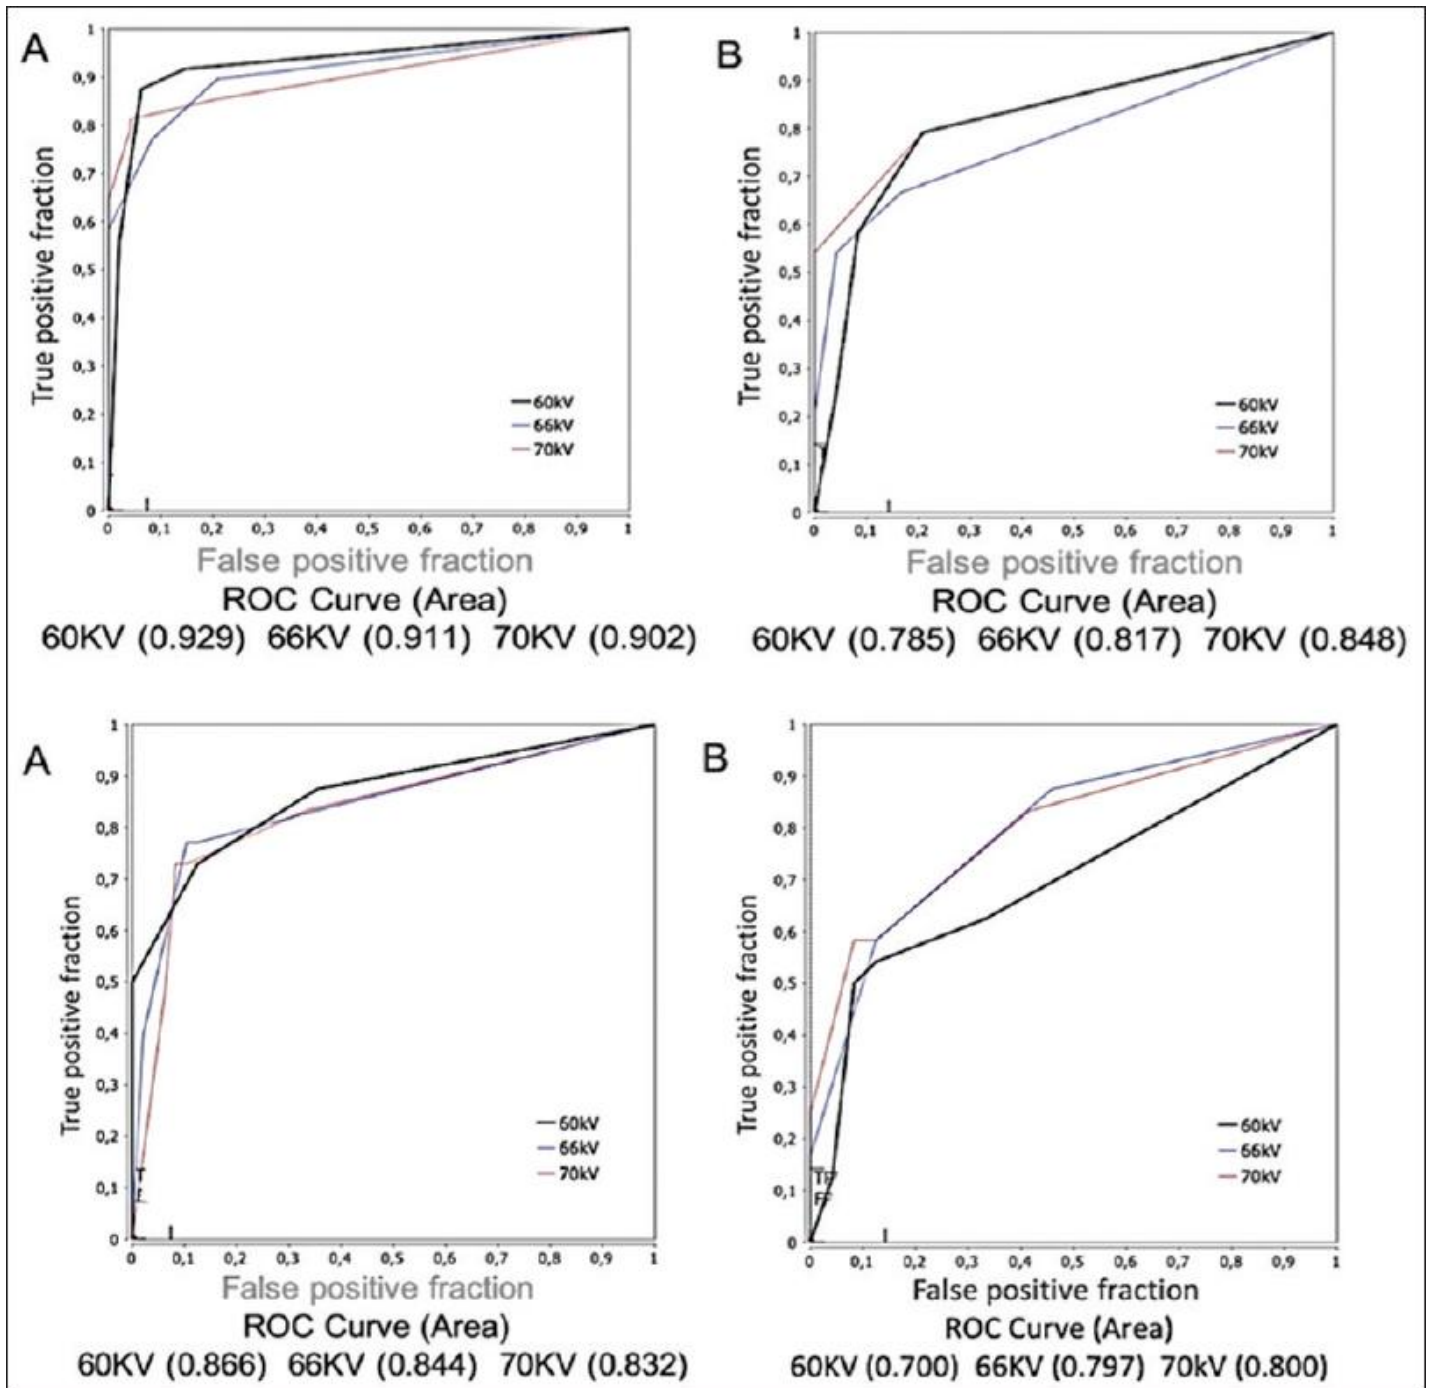 A
True positive fraction
1
0,9
0,8
0,7
0,6
0,5
0,4
0,3
0,2
0,1
0
60kV
66kV
70kV
0 0,1 0,2 0,3 0,4 0,5 0,6 0,7 0,8 0,9 1
False positive fraction
ROC Curve (Area)
60KV (0.929) 66KV (0.911) 70KV (0.902)
B
True positive fraction
1
0,9
0,8
0,7
0,6
0,5
0,4
0,3
0,2
0,1
0
60kV
66kV
70kV
0 0,1 0,2 0,3 0,4 0,5 0,6 0,7 0,8 0,9 1
False positive fraction
ROC Curve (Area)
60KV (0.785) 66KV (0.817) 70KV (0.848)
A
True positive fraction
1
0,9
0,8
0,7
0,6
0,5
0,4
0,3
0,2
0,1
0
60kV
66kV
70kV
0 0,1 0,2 0,3 0,4 0,5 0,6 0,7 0,8 0,9 1
False positive fraction
ROC Curve (Area)
60KV (0.866) 66KV (0.844) 70KV (0.832)
B
True positive fraction
1
0,9
0,8
0,7
0,6
0,5
0,4
0,3
0,2
0,1
0
60kV
66kV
70kV
0 0,1 0,2 0,3 0,4 0,5 0,6 0,7 0,8 0,9 1
False positive fraction
ROC Curve (Area)
60KV (0.700) 66KV (0.797) 70kV (0.800)